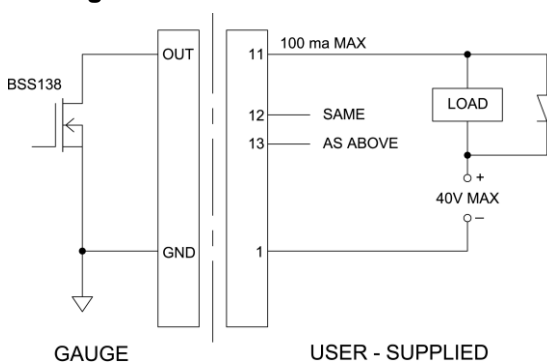 OUT
11
100 ma MAX
BSS138
LOAD
12
SAME
13
AS ABOVE
+
40V MAX
–
GND
1
GAUGE
USER - SUPPLIED